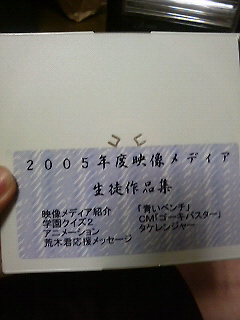 2005年度映像メディア
生徒作品集
映像メディア紹介
学園クイズ2
アニメーション
荒木君応援メッセージ
「青いベンチ」
CM「ゴーキバスター」
タケレンジャー